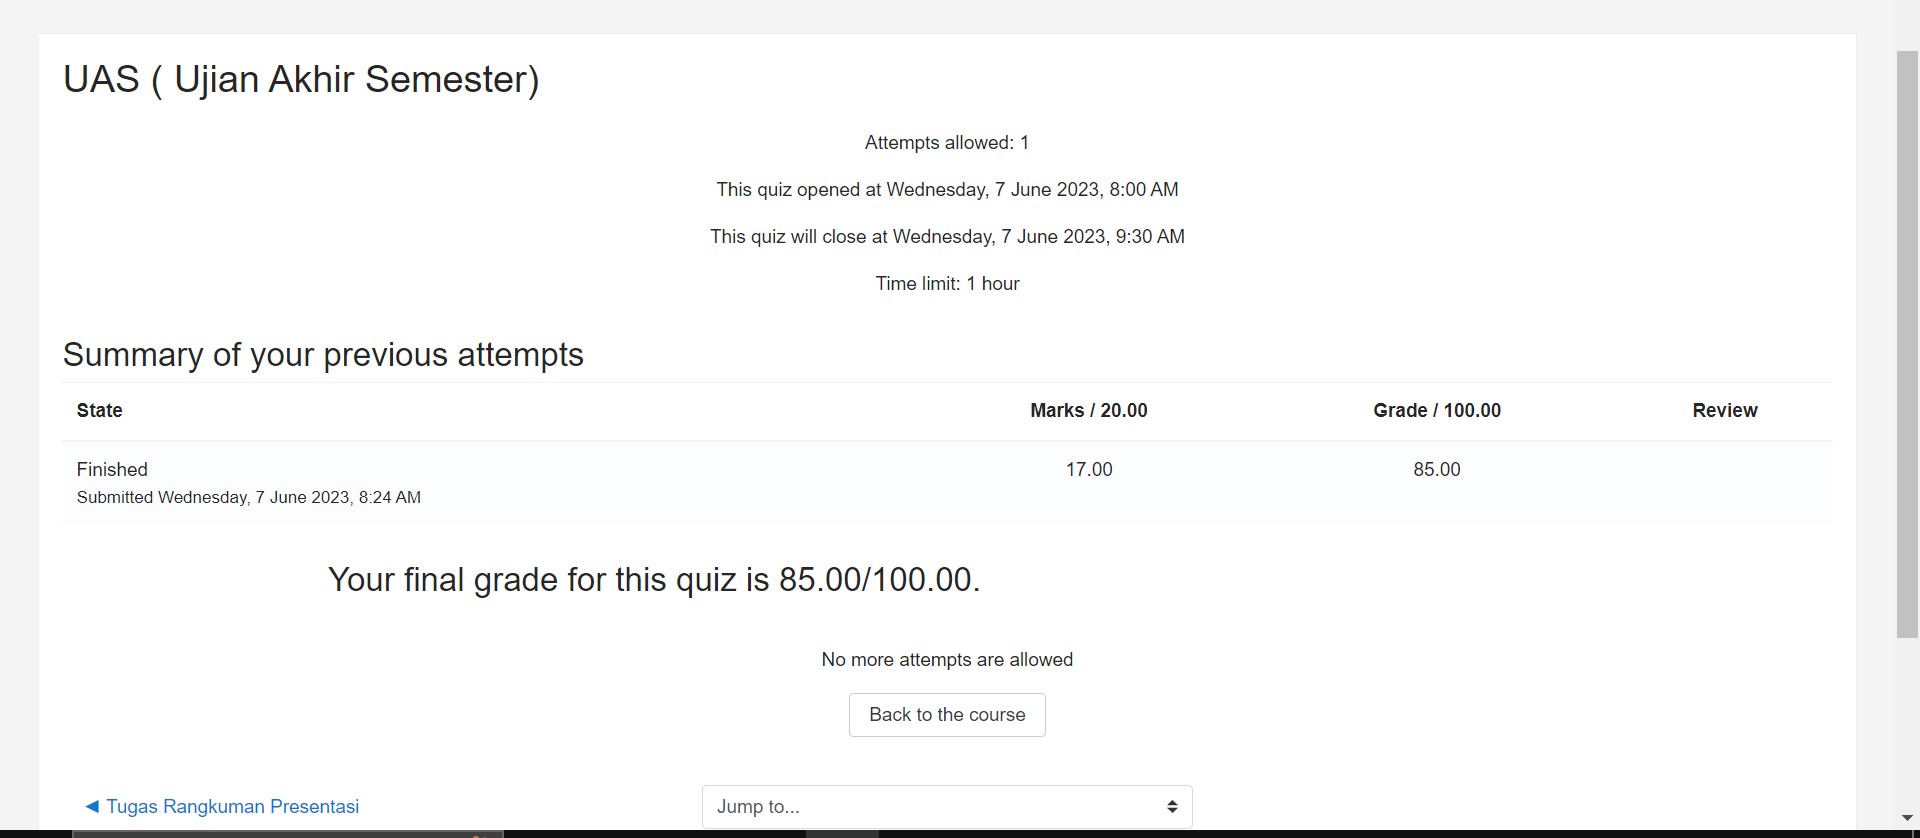 UAS ( Ujian Akhir Semester)
Attempts allowed: 1
This quiz opened at Wednesday, 7 June 2023, 8:00 AM
This quiz will close at Wednesday, 7 June 2023, 9:30 AM
Time limit: 1 hour
Summary of your previous attempts
State Marks / 20.00 Grade / 100.00 Review
Finished 17.00 85.00
Submitted Wednesday, 7 June 2023, 8:24 AM
Your final grade for this quiz is 85.00/100.00.
No more attempts are allowed
Back to the course
◄ Tugas Rangkuman Presentasi Jump to...